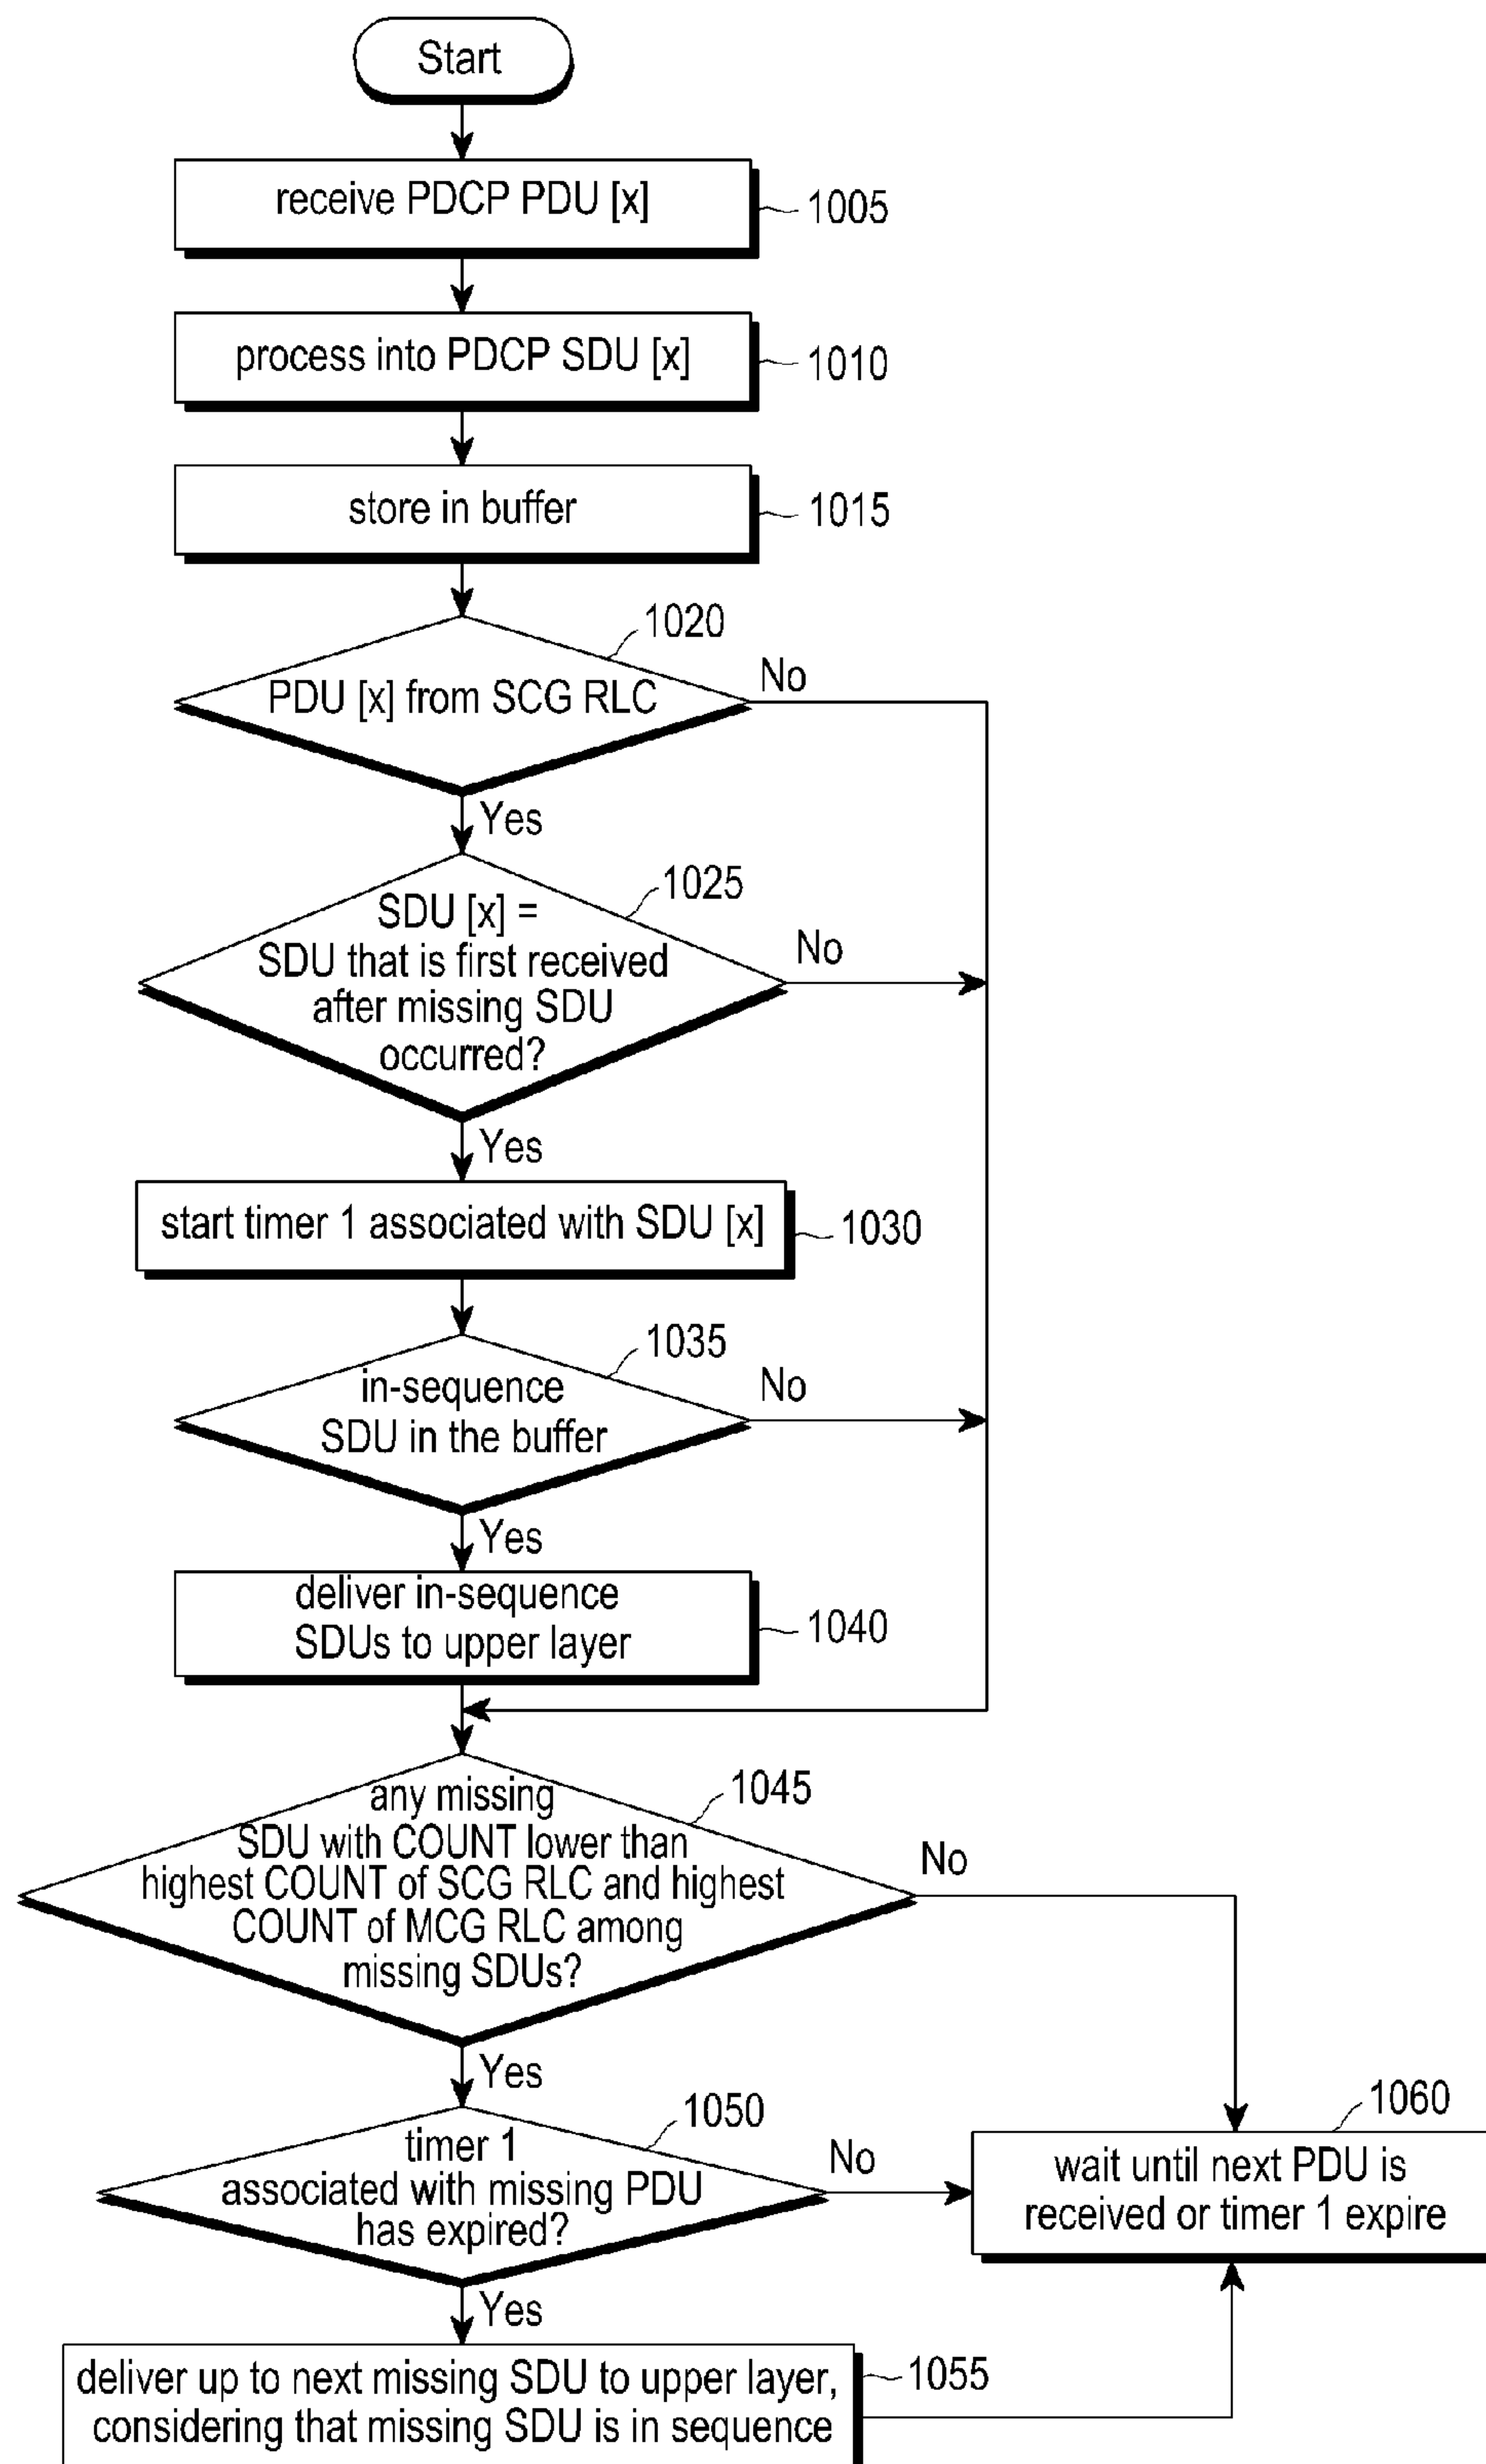 Start
receive PDCP PDU [x]
1005
process into PDCP SDU [x]
1010
store in buffer
1015
1020
PDU [x] from SCG RLC
No
Yes
1025
SDU [x] =
SDU that is first received
after missing SDU
occurred?
No
Yes
start timer 1 associated with SDU [x]
1030
1035
in-sequence
SDU in the buffer
No
Yes
deliver in-sequence
SDUs to upper layer
1040
1045
any missing
SDU with COUNT lower than
highest COUNT of SCG RLC and highest
COUNT of MCG RLC among
missing SDUs?
No
Yes
1050
timer 1
associated with missing PDU
has expired?
No
1060
wait until next PDU is
received or timer 1 expire
Yes
deliver up to next missing SDU to upper layer,
considering that missing SDU is in sequence
1055